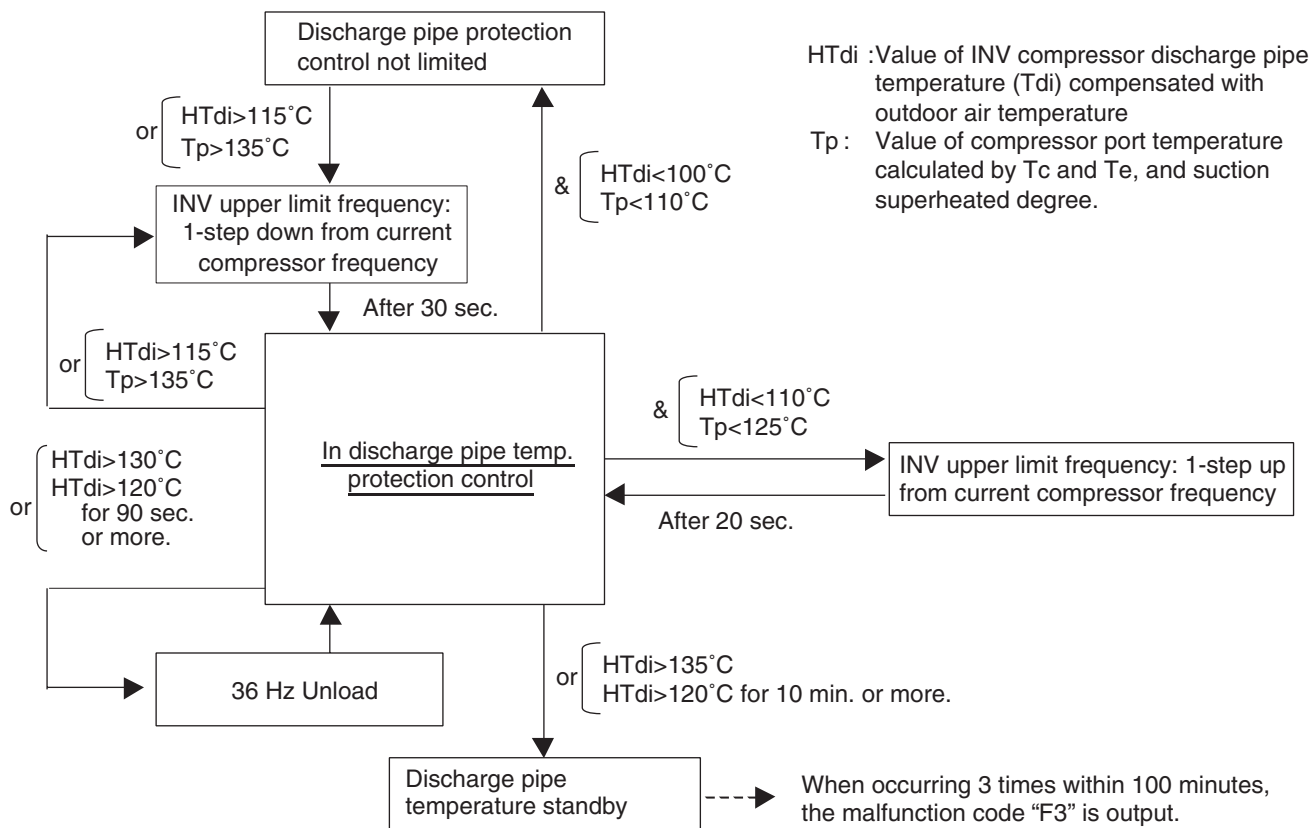 Discharge pipe protection
control not limited
HTdi :Value of INV compressor discharge pipe
temperature (Tdi) compensated with
outdoor air temperature
Tp : Value of compressor port temperature
calculated by Tc and Te, and suction
superheated degree.
or
HTdi>115˚C
Tp>135˚C
&
HTdi<100˚C
Tp<110˚C
INV upper limit frequency:
1-step down from current
compressor frequency
After 30 sec.
or
HTdi>115˚C
Tp>135˚C
&
HTdi<110˚C
Tp<125˚C
In discharge pipe temp.
protection control
INV upper limit frequency: 1-step up
from current compressor frequency
After 20 sec.
or
HTdi>130˚C
HTdi>120˚C
for 90 sec.
or more.
36 Hz Unload
or
HTdi>135˚C
HTdi>120˚C for 10 min. or more.
Discharge pipe
temperature standby
When occurring 3 times within 100 minutes,
the malfunction code “F3” is output.